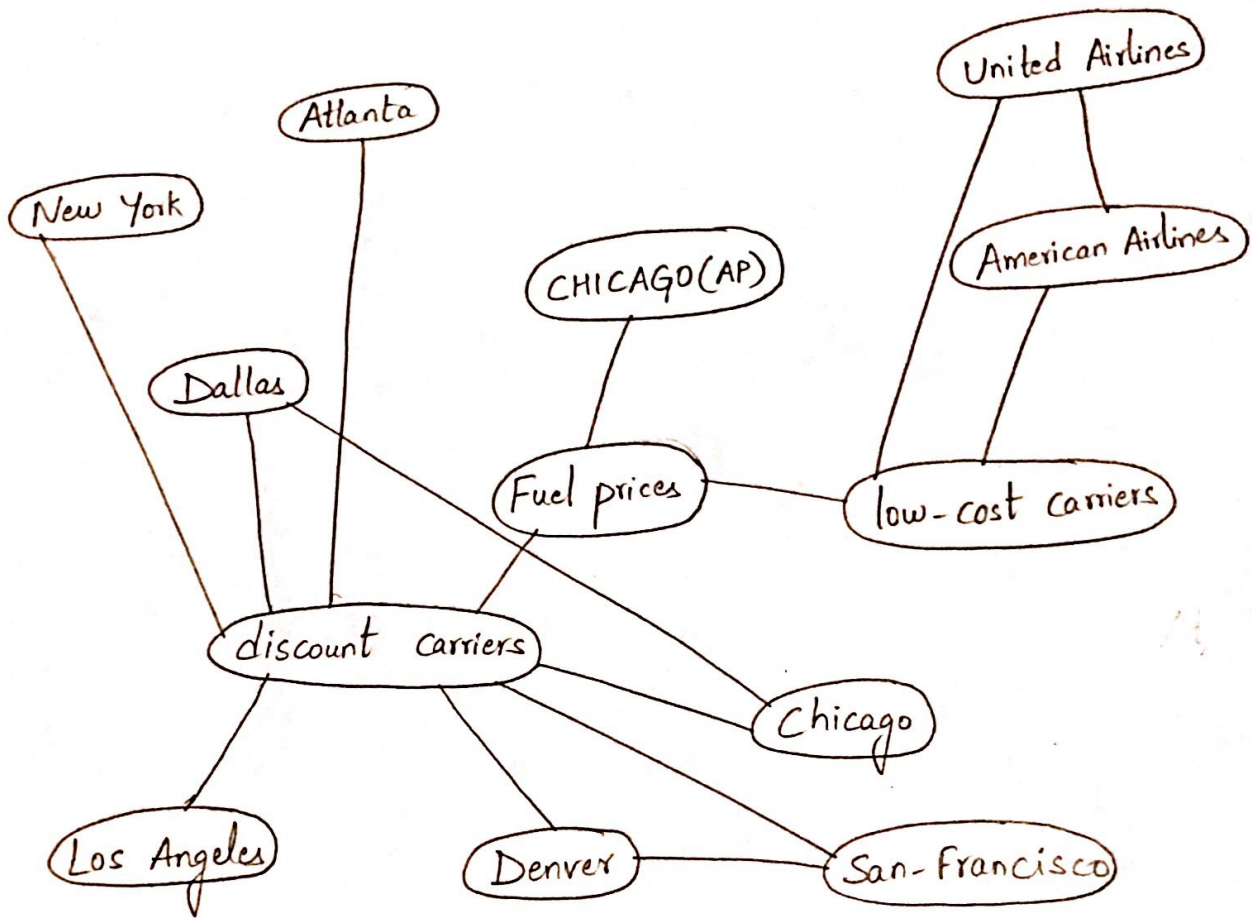 United Airlines
Atlanta
New York
American Airlines
CHICAGO(AP)
Dallas
Fuel prices
low-cost carriers
discount carriers
Chicago
Los Angeles
Denver
San-Francisco